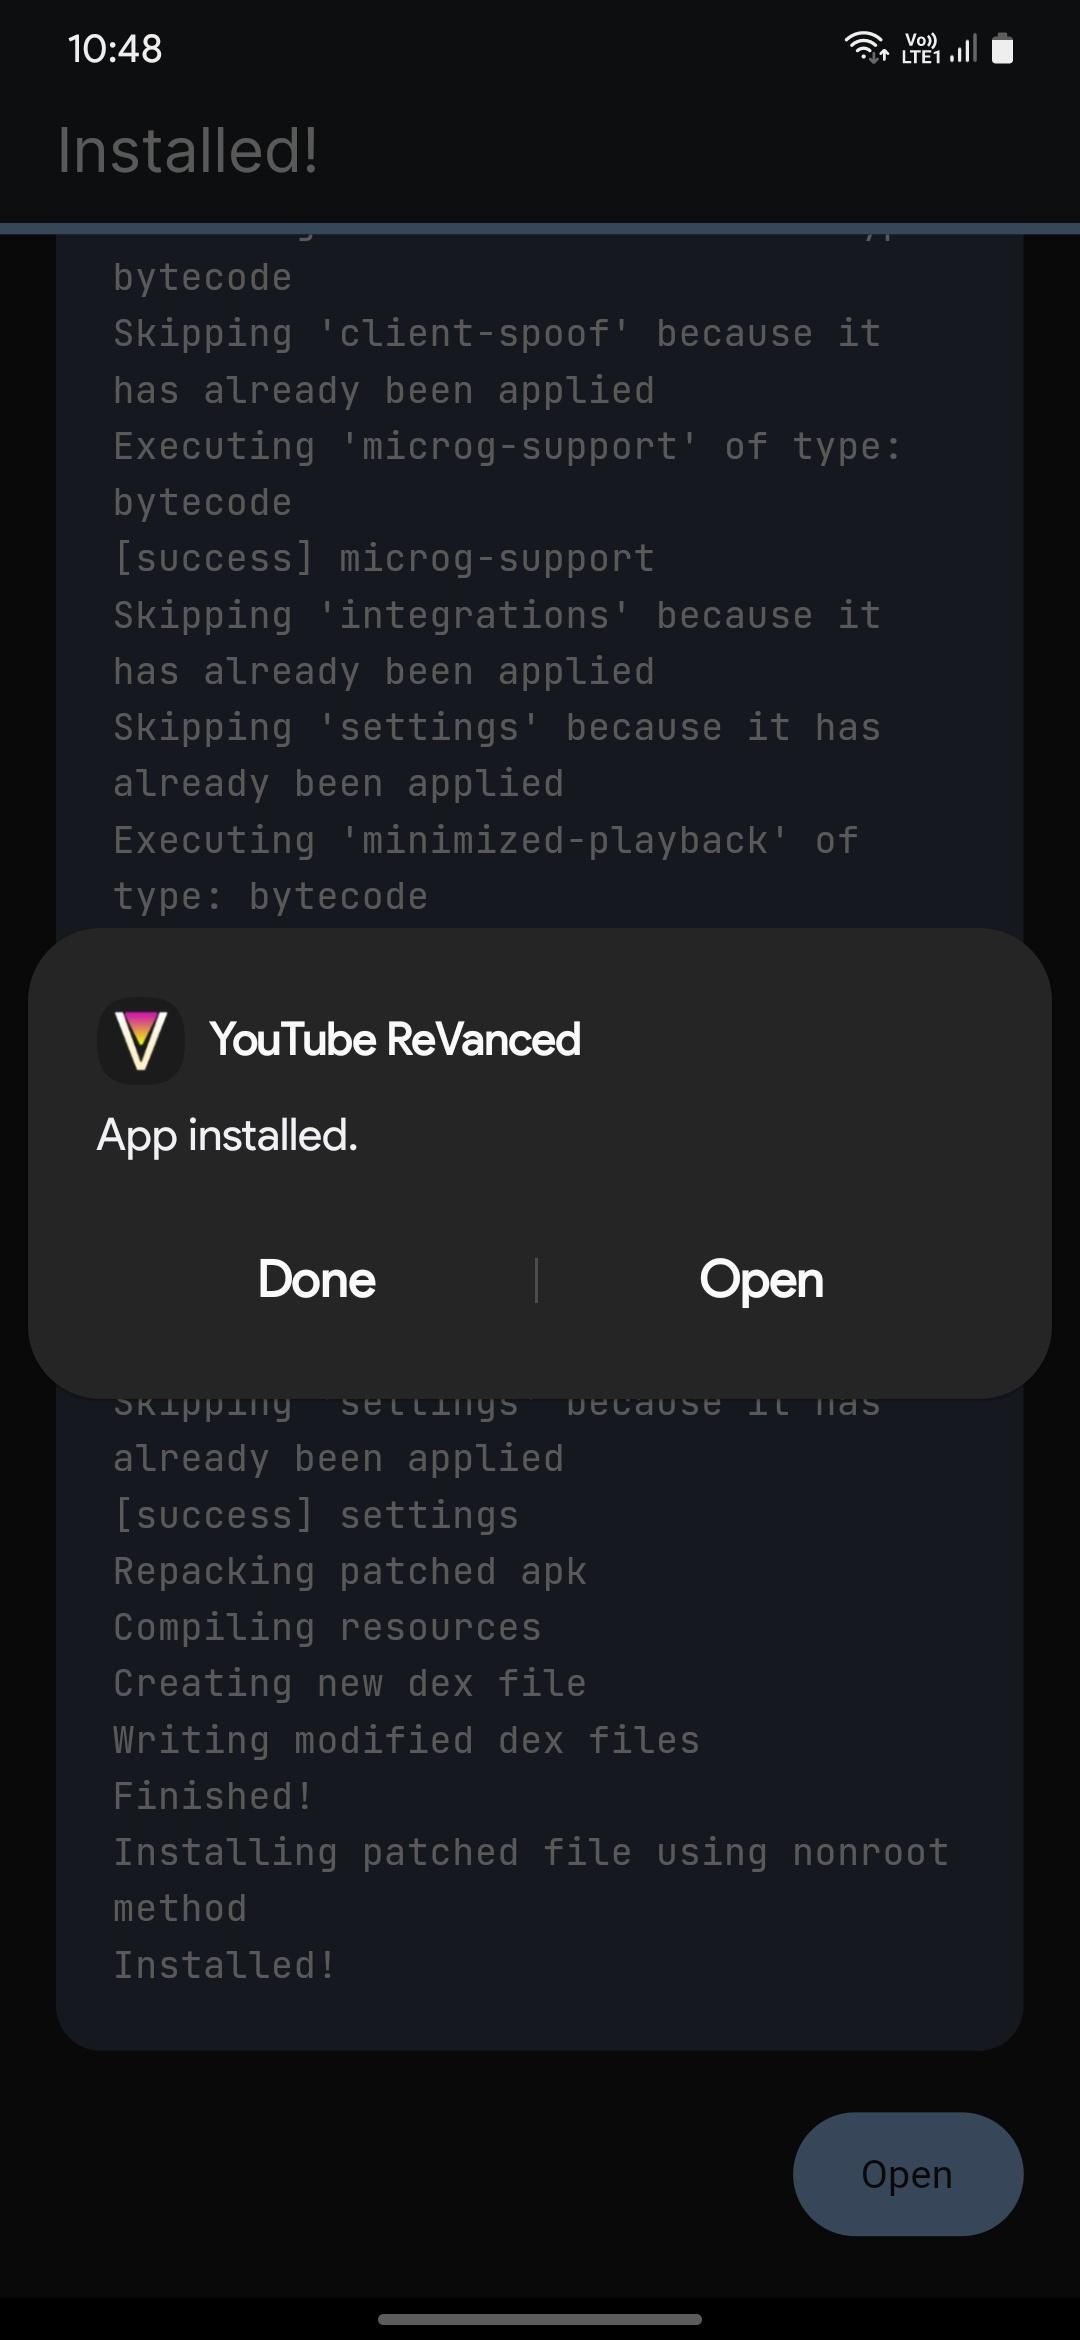 10:48
Vo))
LTE1
Installed!
bytecode
Skipping 'client-spoof' because it
has already been applied
Executing 'microg-support' of type:
bytecode
[success] microg-support
Skipping 'integrations' because it
has already been applied
Skipping 'settings' because it has
already been applied
Executing 'minimized-playback' of
type: bytecode
YouTube ReVanced
App installed.
Done
Open
Skipping 'settings' because it has
already been applied
[success] settings
Repacking patched apk
Compiling resources
Creating new dex file
Writing modified dex files
Finished!
Installing patched file using nonroot
method
Installed!
Open